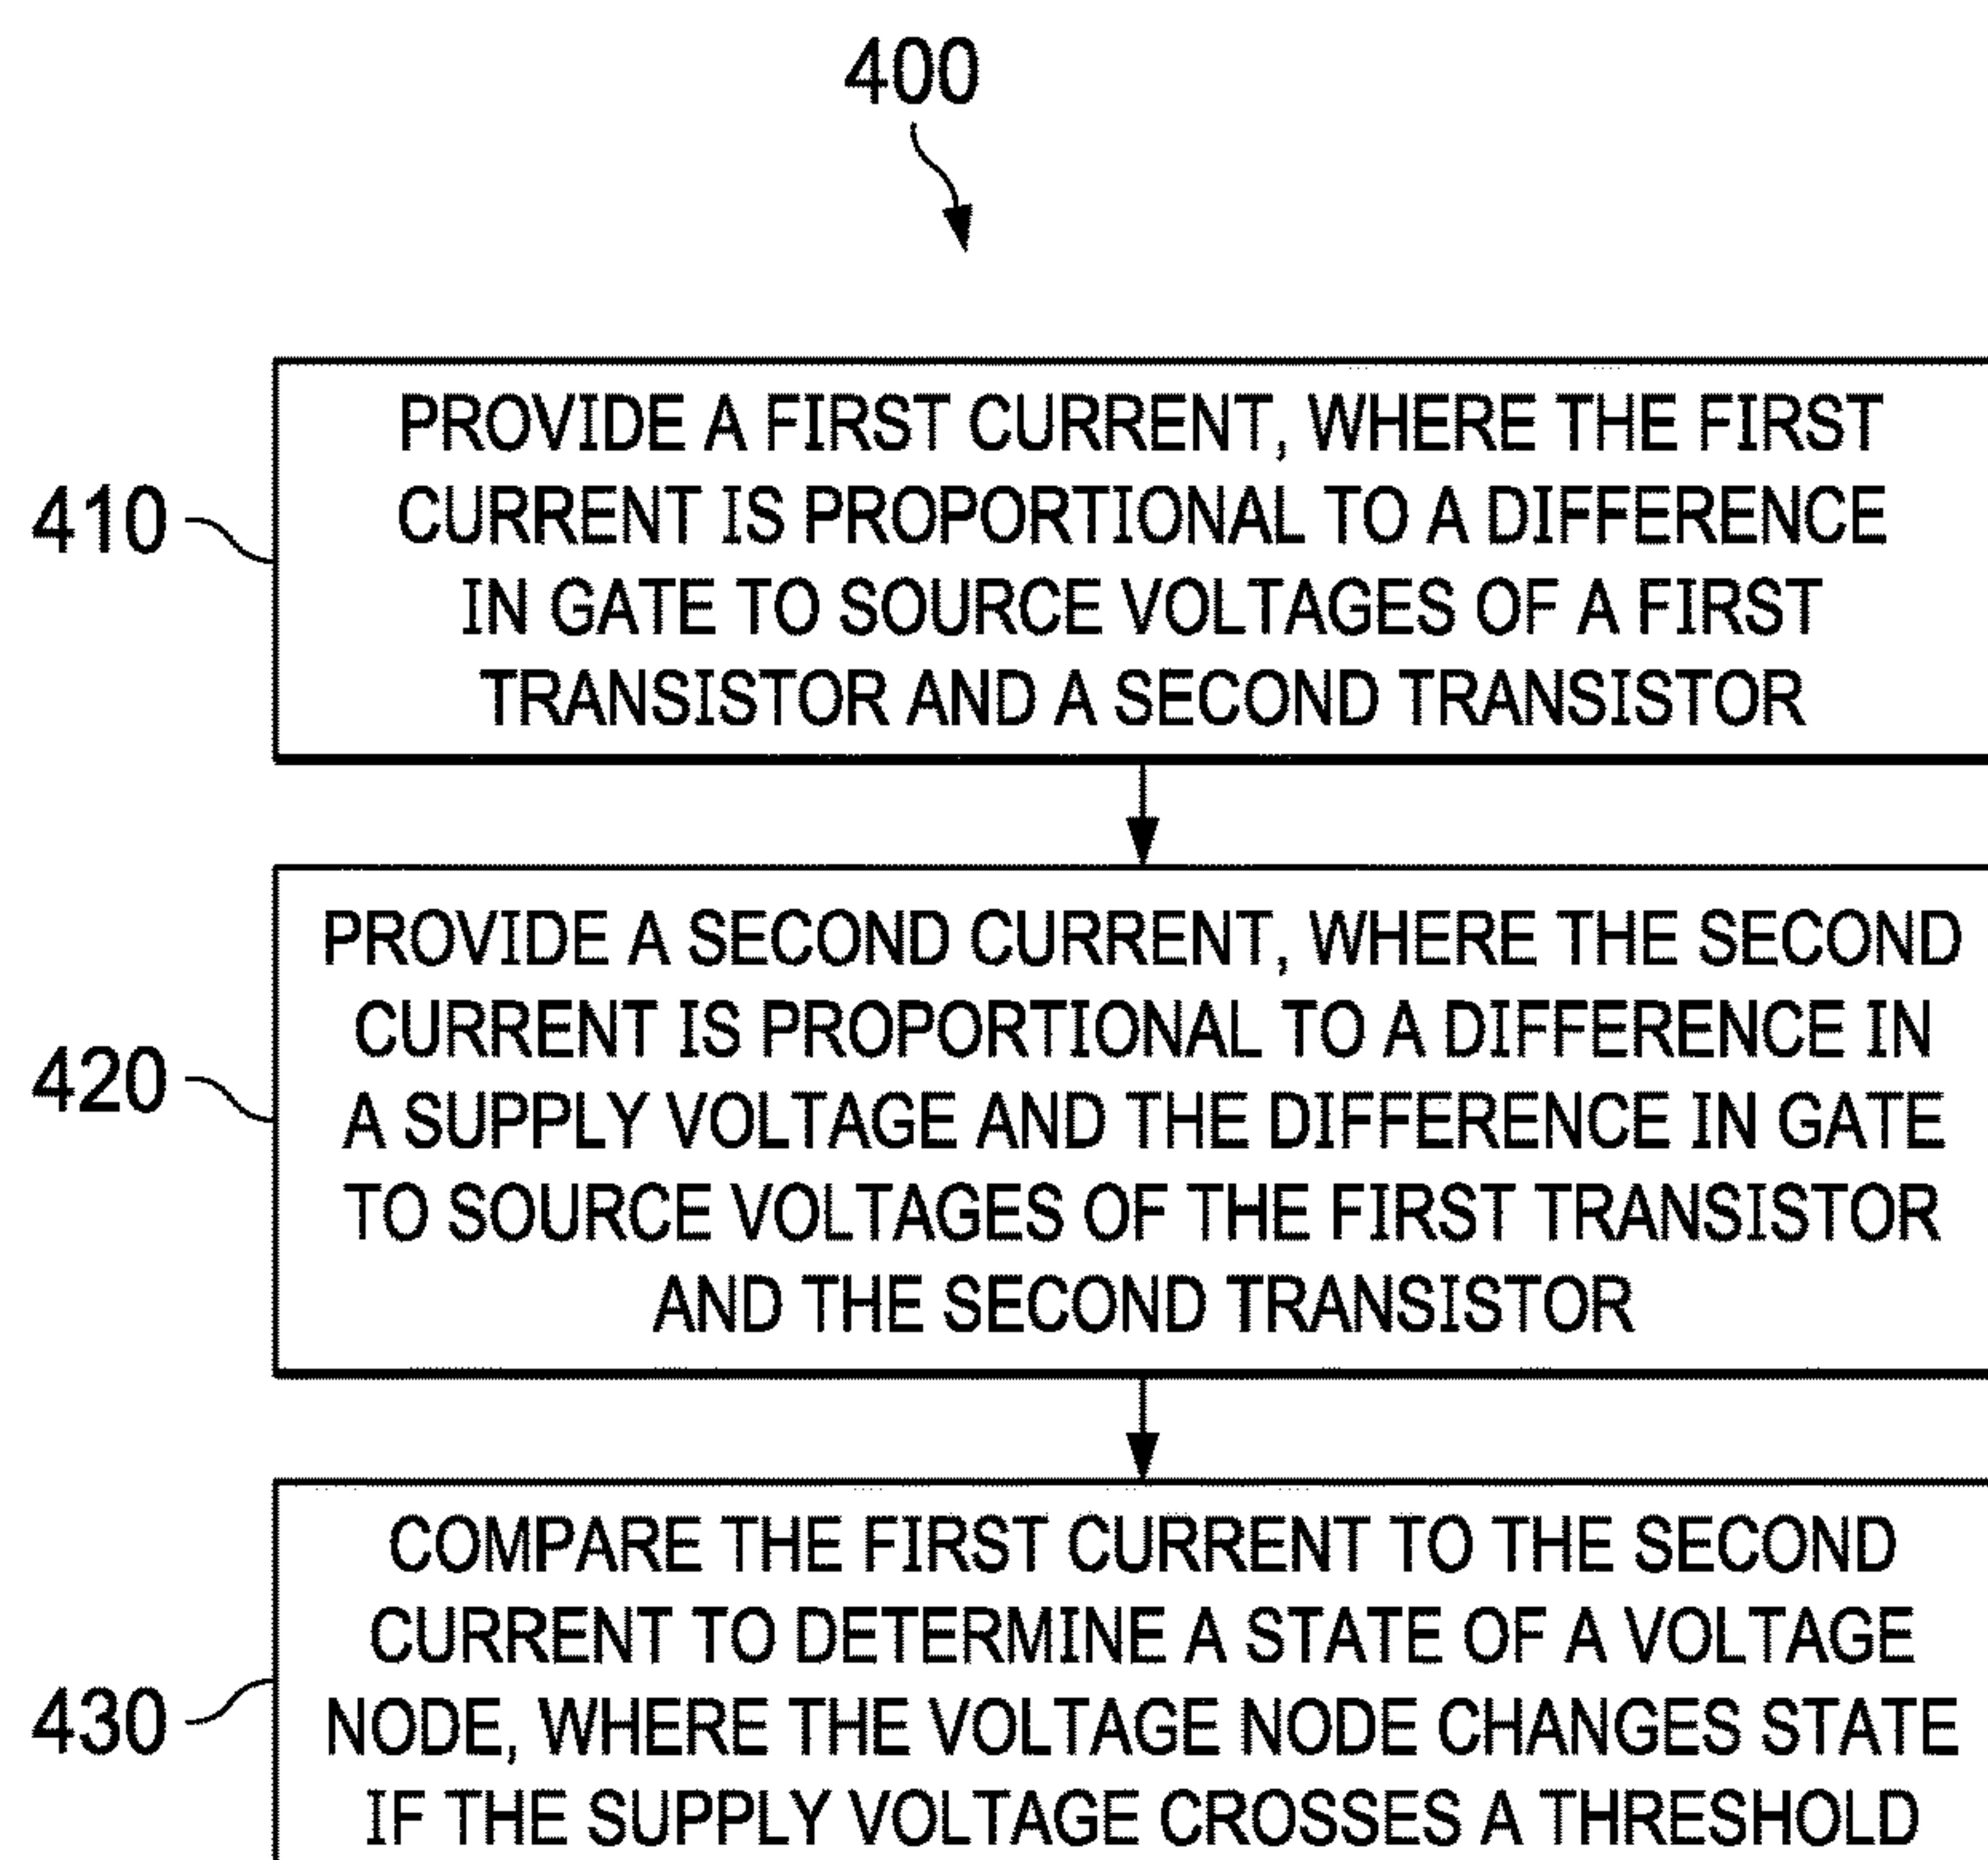 400
410
PROVIDE A FIRST CURRENT, WHERE THE FIRST
CURRENT IS PROPORTIONAL TO A DIFFERENCE
IN GATE TO SOURCE VOLTAGES OF A FIRST
TRANSISTOR AND A SECOND TRANSISTOR
420
PROVIDE A SECOND CURRENT, WHERE THE SECOND
CURRENT IS PROPORTIONAL TO A DIFFERENCE IN
A SUPPLY VOLTAGE AND THE DIFFERENCE IN GATE
TO SOURCE VOLTAGES OF THE FIRST TRANSISTOR
AND THE SECOND TRANSISTOR
430
COMPARE THE FIRST CURRENT TO THE SECOND
CURRENT TO DETERMINE A STATE OF A VOLTAGE
NODE, WHERE THE VOLTAGE NODE CHANGES STATE
IF THE SUPPLY VOLTAGE CROSSES A THRESHOLD